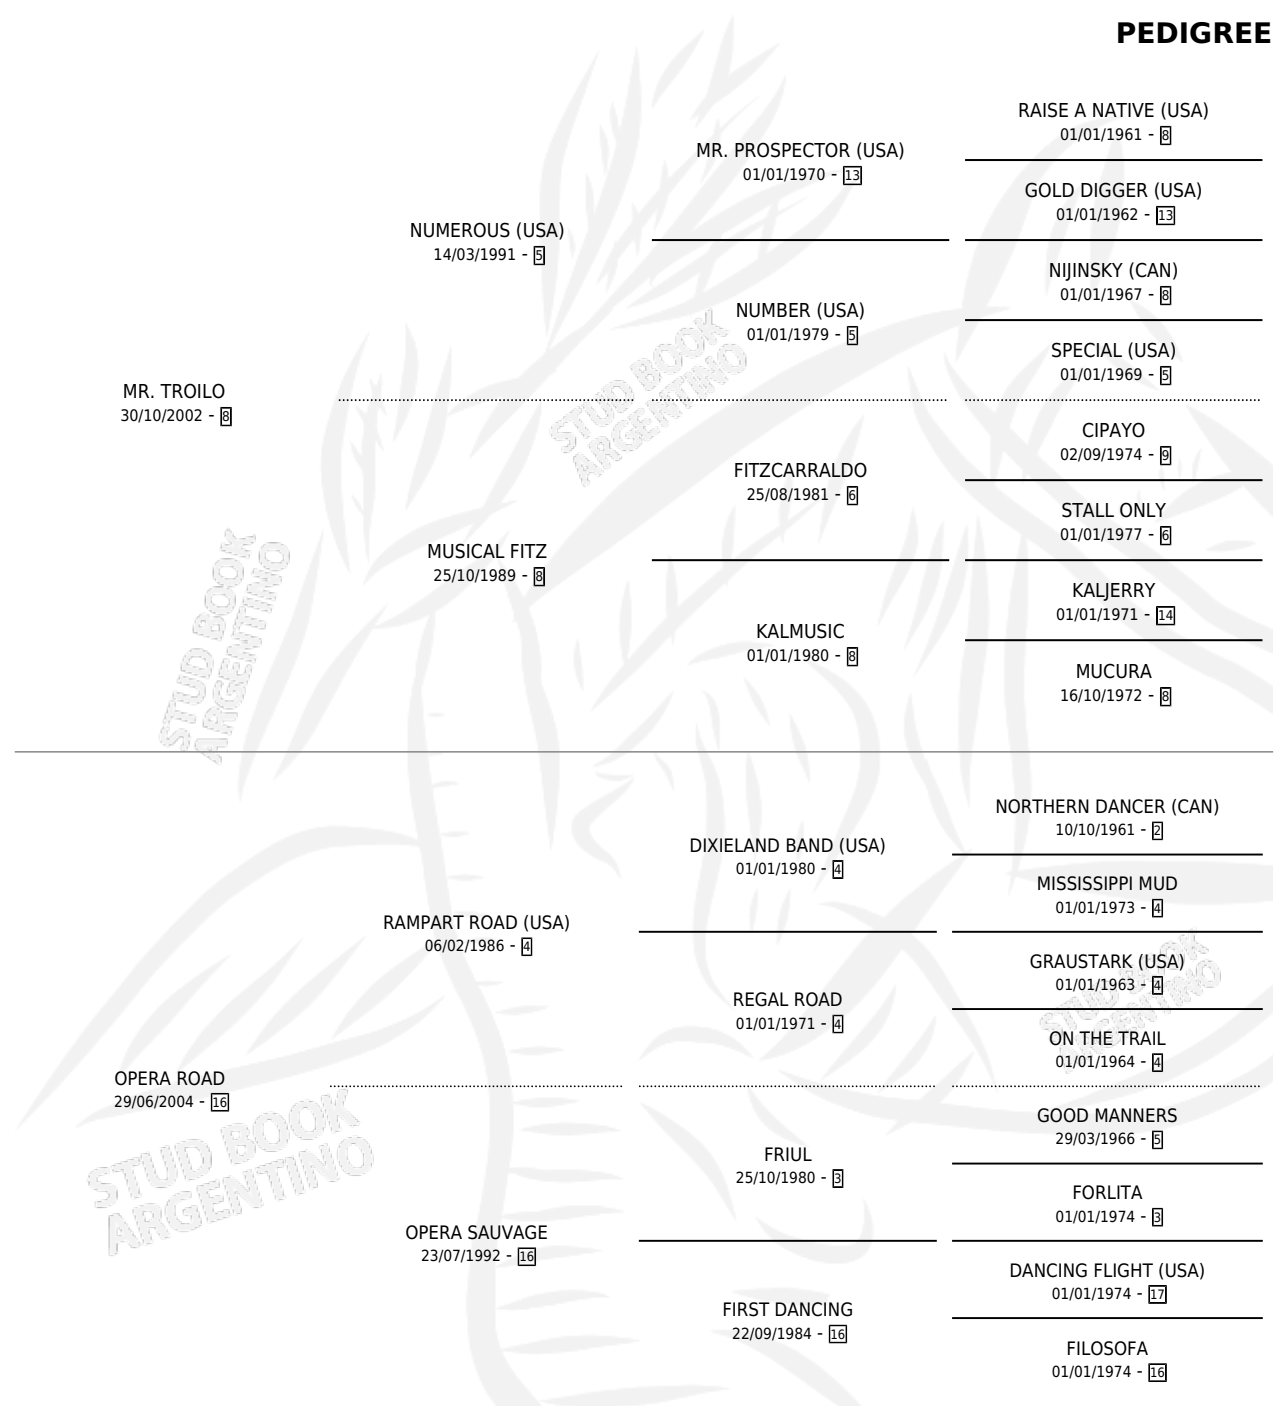 PEDIGREE
RAISE A NATIVE (USA)
01/01/1961 - 8
MR. PROSPECTOR (USA)
01/01/1970 - 13
GOLD DIGGER (USA)
01/01/1962 - 13
NUMEROUS (USA)
14/03/1991 - 5
NIJINSKY (CAN)
01/01/1967 - 8
NUMBER (USA)
01/01/1979 - 5
SPECIAL (USA)
01/01/1969 - 5
STUD BOOK
ARGENTINO
MR. TROILO
30/10/2002 - 8
CIPAYO
02/09/1974 - 9
FITZCARRALDO
25/08/1981 - 6
STALL ONLY
01/01/1977 - 6
MUSICAL FITZ
25/10/1989 - 8
KALJERRY
01/01/1971 - 14
KALMUSIC
01/01/1980 - 8
MUCURA
16/10/1972 - 8
STUD BOOK
ARGENTINO
NORTHERN DANCER (CAN)
10/10/1961 - 2
DIXIELAND BAND (USA)
01/01/1980 - 4
MISSISSIPPI MUD
01/01/1973 - 4
RAMPART ROAD (USA)
06/02/1986 - 4
GRAUSTARK (USA)
01/01/1963 - 4
REGAL ROAD
01/01/1971 - 4
ON THE TRAIL
01/01/1964 - 4
STUD BOOK
ARGENTINO
OPERA ROAD
29/06/2004 - 16
GOOD MANNERS
29/03/1966 - 5
FRIUL
25/10/1980 - 3
FORLITA
01/01/1974 - 3
OPERA SAUVAGE
23/07/1992 - 16
DANCING FLIGHT (USA)
01/01/1974 - 17
FIRST DANCING
22/09/1984 - 16
FILOSOFA
01/01/1974 - 16
STUD BOOK
ARGENTINO